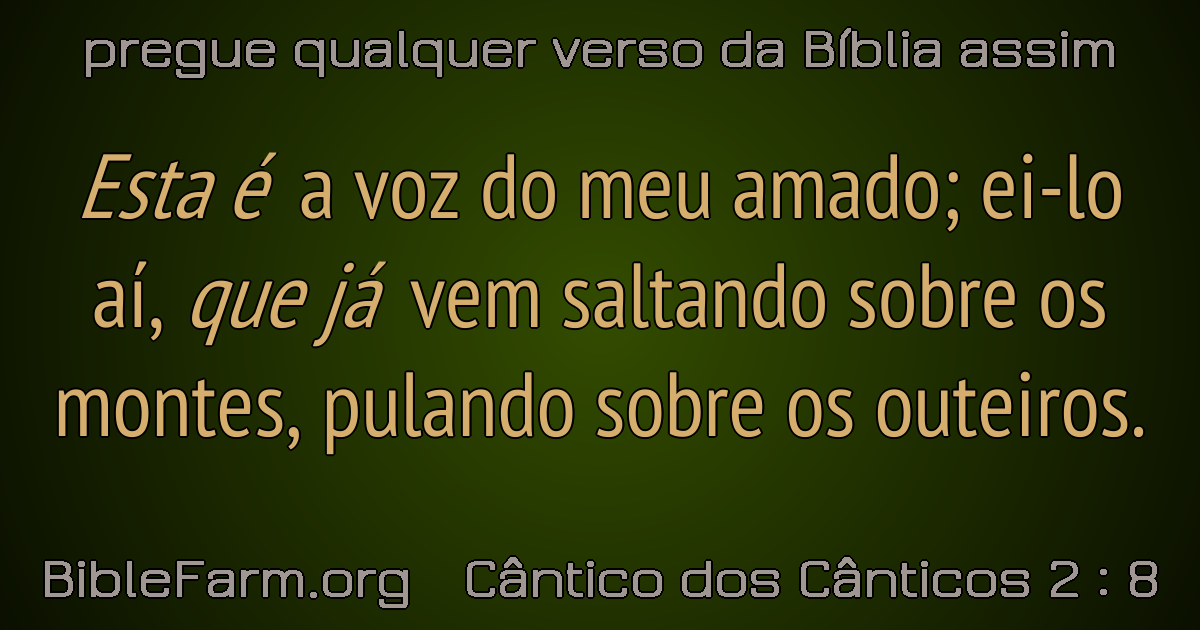 pregue qualquer verso da Bíblia assim
Esta é a voz do meu amado; ei-lo
aí, que já vem saltando sobre os
montes, pulando sobre os outeiros.
BibleFarm.org Cântico dos Cânticos 2 : 8